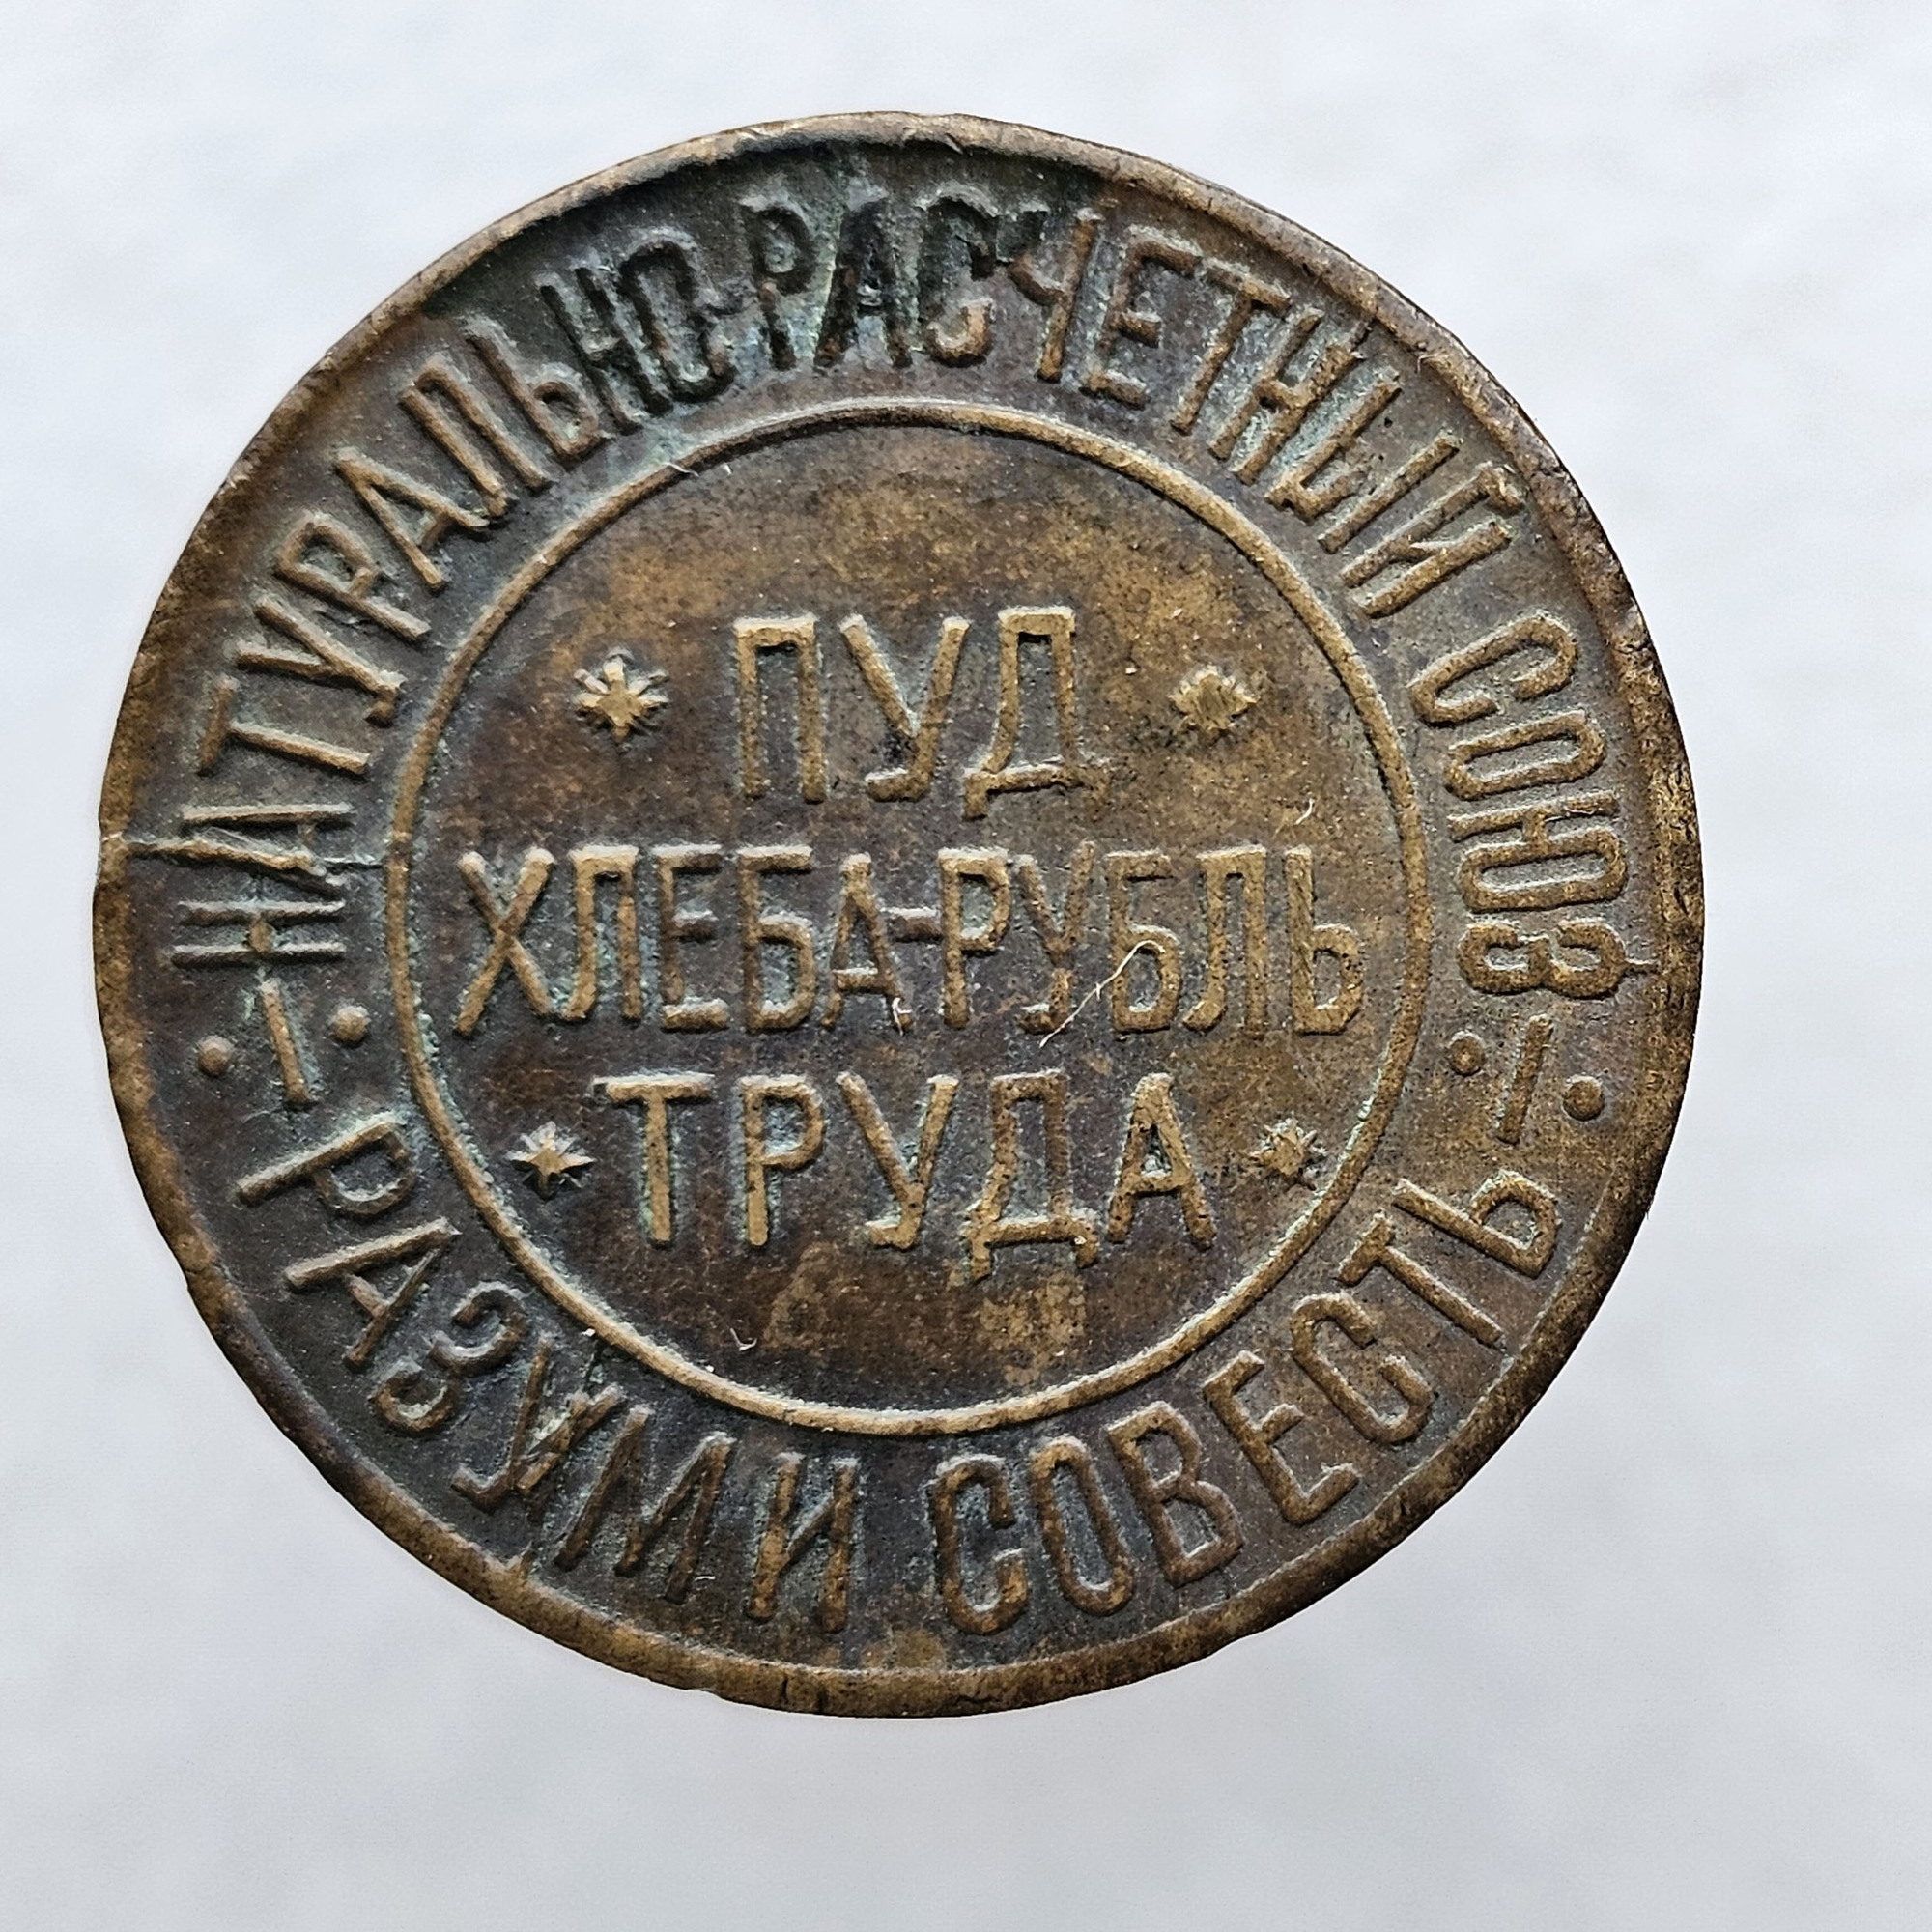 НАТУРАЛЬНО-РАСЧЕТНЫЙ СОЮЗ
ПУД
ХЛЕБА-РУБЛЬ
ТРУДА
РАЗУМ И СОВЕСТЬ